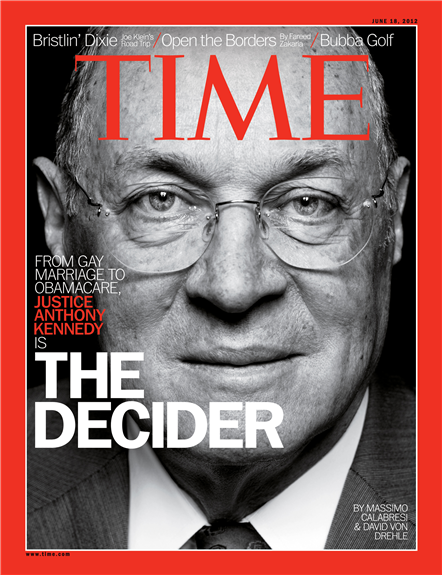 JUNE 18, 2012
Bristlin' Dixie Joe Klein's Road Trip / Open the Borders By Fareed Zakaria / Bubba Golf
TIME
FROM GAY
MARRIAGE TO
OBAMACARE,
JUSTICE
ANTHONY
KENNEDY
IS
THE
DECIDER
BY MASSIMO
CALABRESI
& DAVID VON
DREHLE
www.time.com